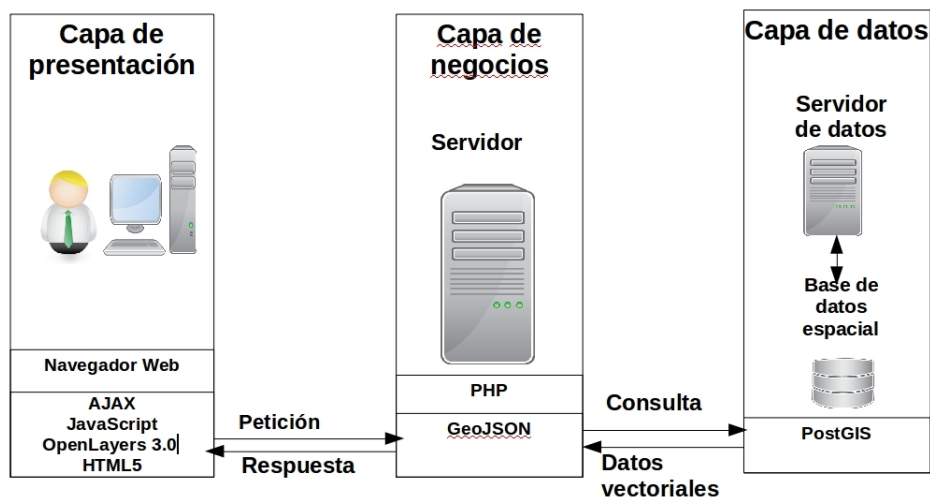 Capa de
presentación
Navegador Web
AJAX
JavaScript
OpenLayers 3.0
HTML5
Petición
Respuesta
Capa de
negocios
Servidor
PHP
GeoJSON
Consulta
Datos
vectoriales
Capa de datos
Servidor
de datos
Base de
datos
espacial
PostGIS